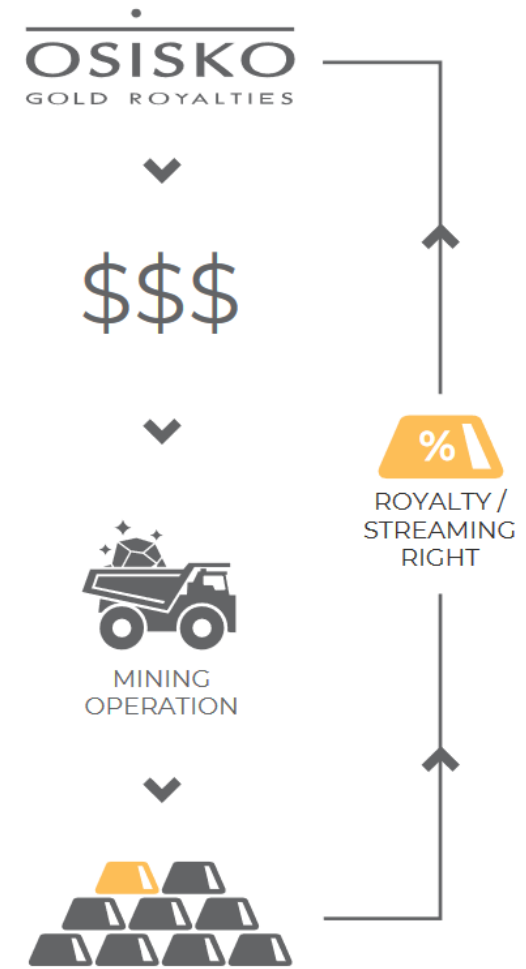 OSISKO
GOLD ROYALTIES
$$$
%
ROYALTY /
STREAMING
RIGHT
MINING
OPERATION